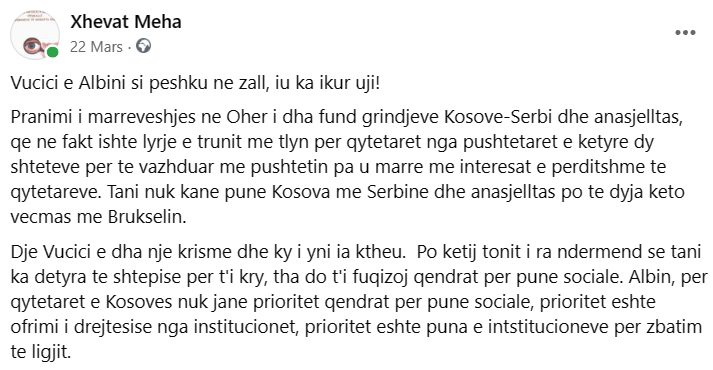 Xhevat Meha
22 Mars
Vucici e Albini si peshku ne zall, iu ka ikur uji!
Pranimi i marreveshjes ne Oher i dha fund grindjeve Kosove-Serbi dhe anasjelltas,
qe ne fakt ishte lyrje e trunit me tlyn per qytetaret nga pushtetaret e ketyre dy
shteteve per te vazhduar me pushtetin pa u marre me interesat e perditshme te
qytetareve. Tani nuk kane pune Kosova me Serbine dhe anasjelltas po te dyja keto
vecmas me Brukselin.
Dje Vucici e dha nje krisme dhe ky i yni ia ktheu.  Po ketij tonit i ra ndermend se tani
ka detyra te shtepise per t'i kry, tha do t'i fuqizoj qendrat per pune sociale. Albin, per
qytetaret e Kosoves nuk jane prioritet qendrat per pune sociale, prioritet eshte
ofrimi i drejtesise nga institucionet, prioritet eshte puna e intstitucioneve per zbatim
te ligjit.